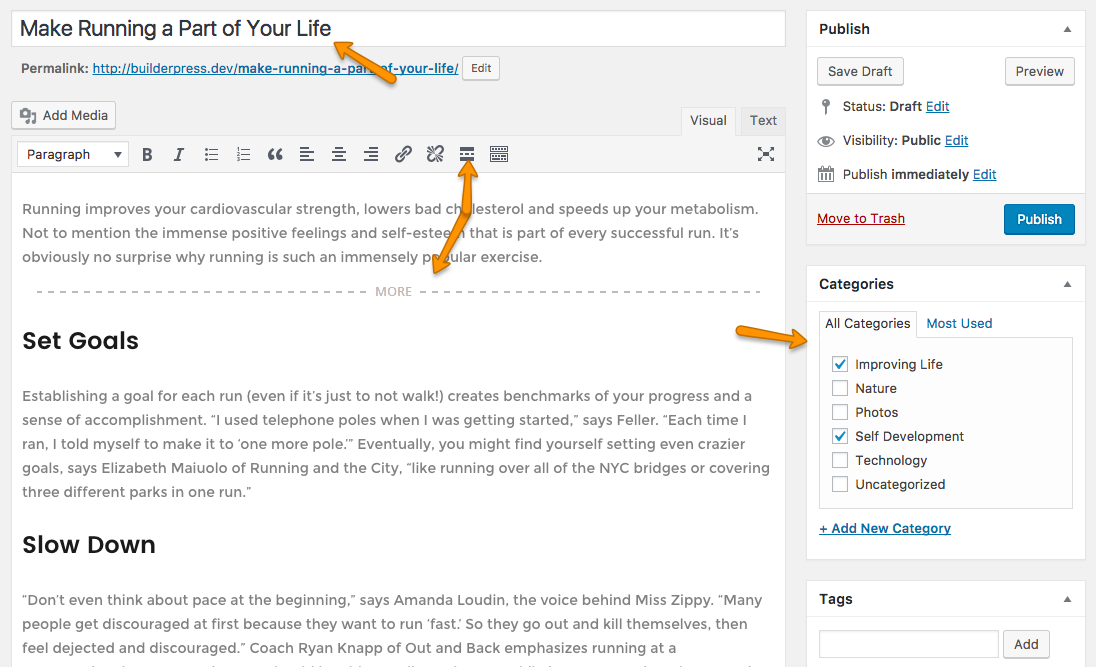 Make Running a Part of Your Life
Permalink: http://builderpress.dev/make-running-a-part-of-your-life/ Edit
Add Media
Visual Text
Paragraph B I
Running improves your cardiovascular strength, lowers bad cholesterol and speeds up your metabolism.
Not to mention the immense positive feelings and self-esteem that is part of every successful run. It’s
obviously no surprise why running is such an immensely popular exercise.
MORE
Set Goals
Establishing a goal for each run (even if it’s just to not walk!) creates benchmarks of your progress and a
sense of accomplishment. “I used telephone poles when I was getting started,” says Feller. “Each time I
ran, I told myself to make it to ‘one more pole.’” Eventually, you might find yourself setting even crazier
goals, says Elizabeth Maiuolo of Running and the City, “like running over all of the NYC bridges or covering
three different parks in one run.”
Slow Down
“Don’t even think about pace at the beginning,” says Amanda Loudin, the voice behind Miss Zippy. “Many
people get discouraged at first because they want to run ‘fast.’ So they go out and kill themselves, then
feel dejected and discouraged.” Coach Ryan Knapp of Out and Back emphasizes running at a
Publish
Save Draft Preview
Status: Draft Edit
Visibility: Public Edit
Publish immediately Edit
Move to Trash Publish
Categories
All Categories Most Used
Improving Life
Nature
Photos
Self Development
Technology
Uncategorized
+ Add New Category
Tags
Add